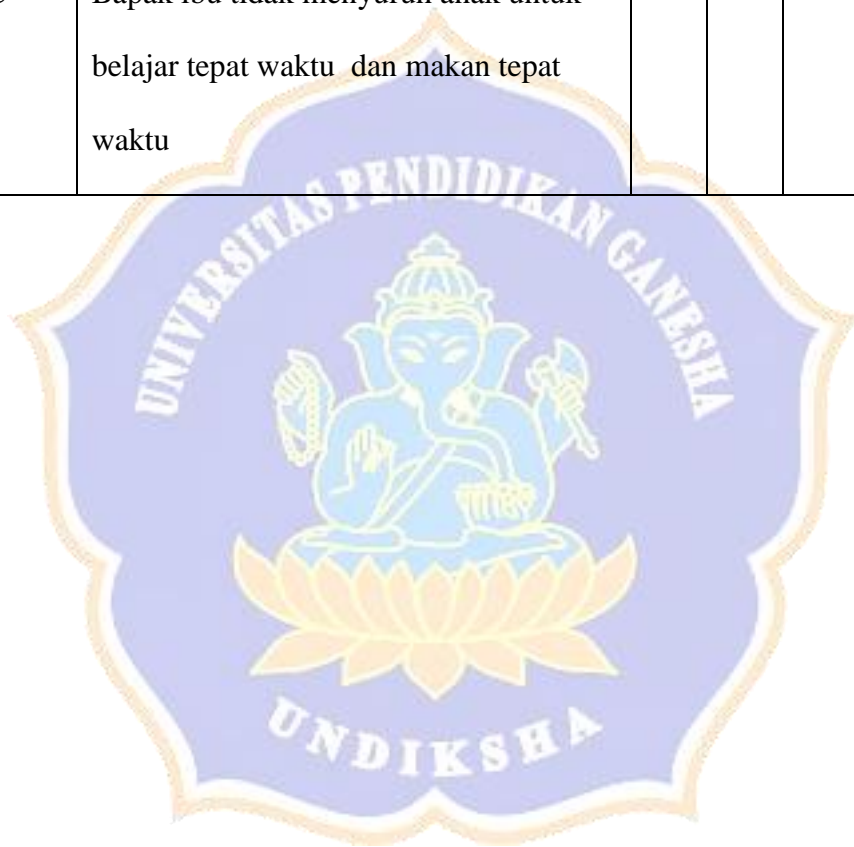 Bapak ibu tidak menyuruh anak untuk
belajar tepat waktu dan makan tepat
waktu
UNIVERSITAS PENDIDIKAN GANESHA
UNDIKSHA